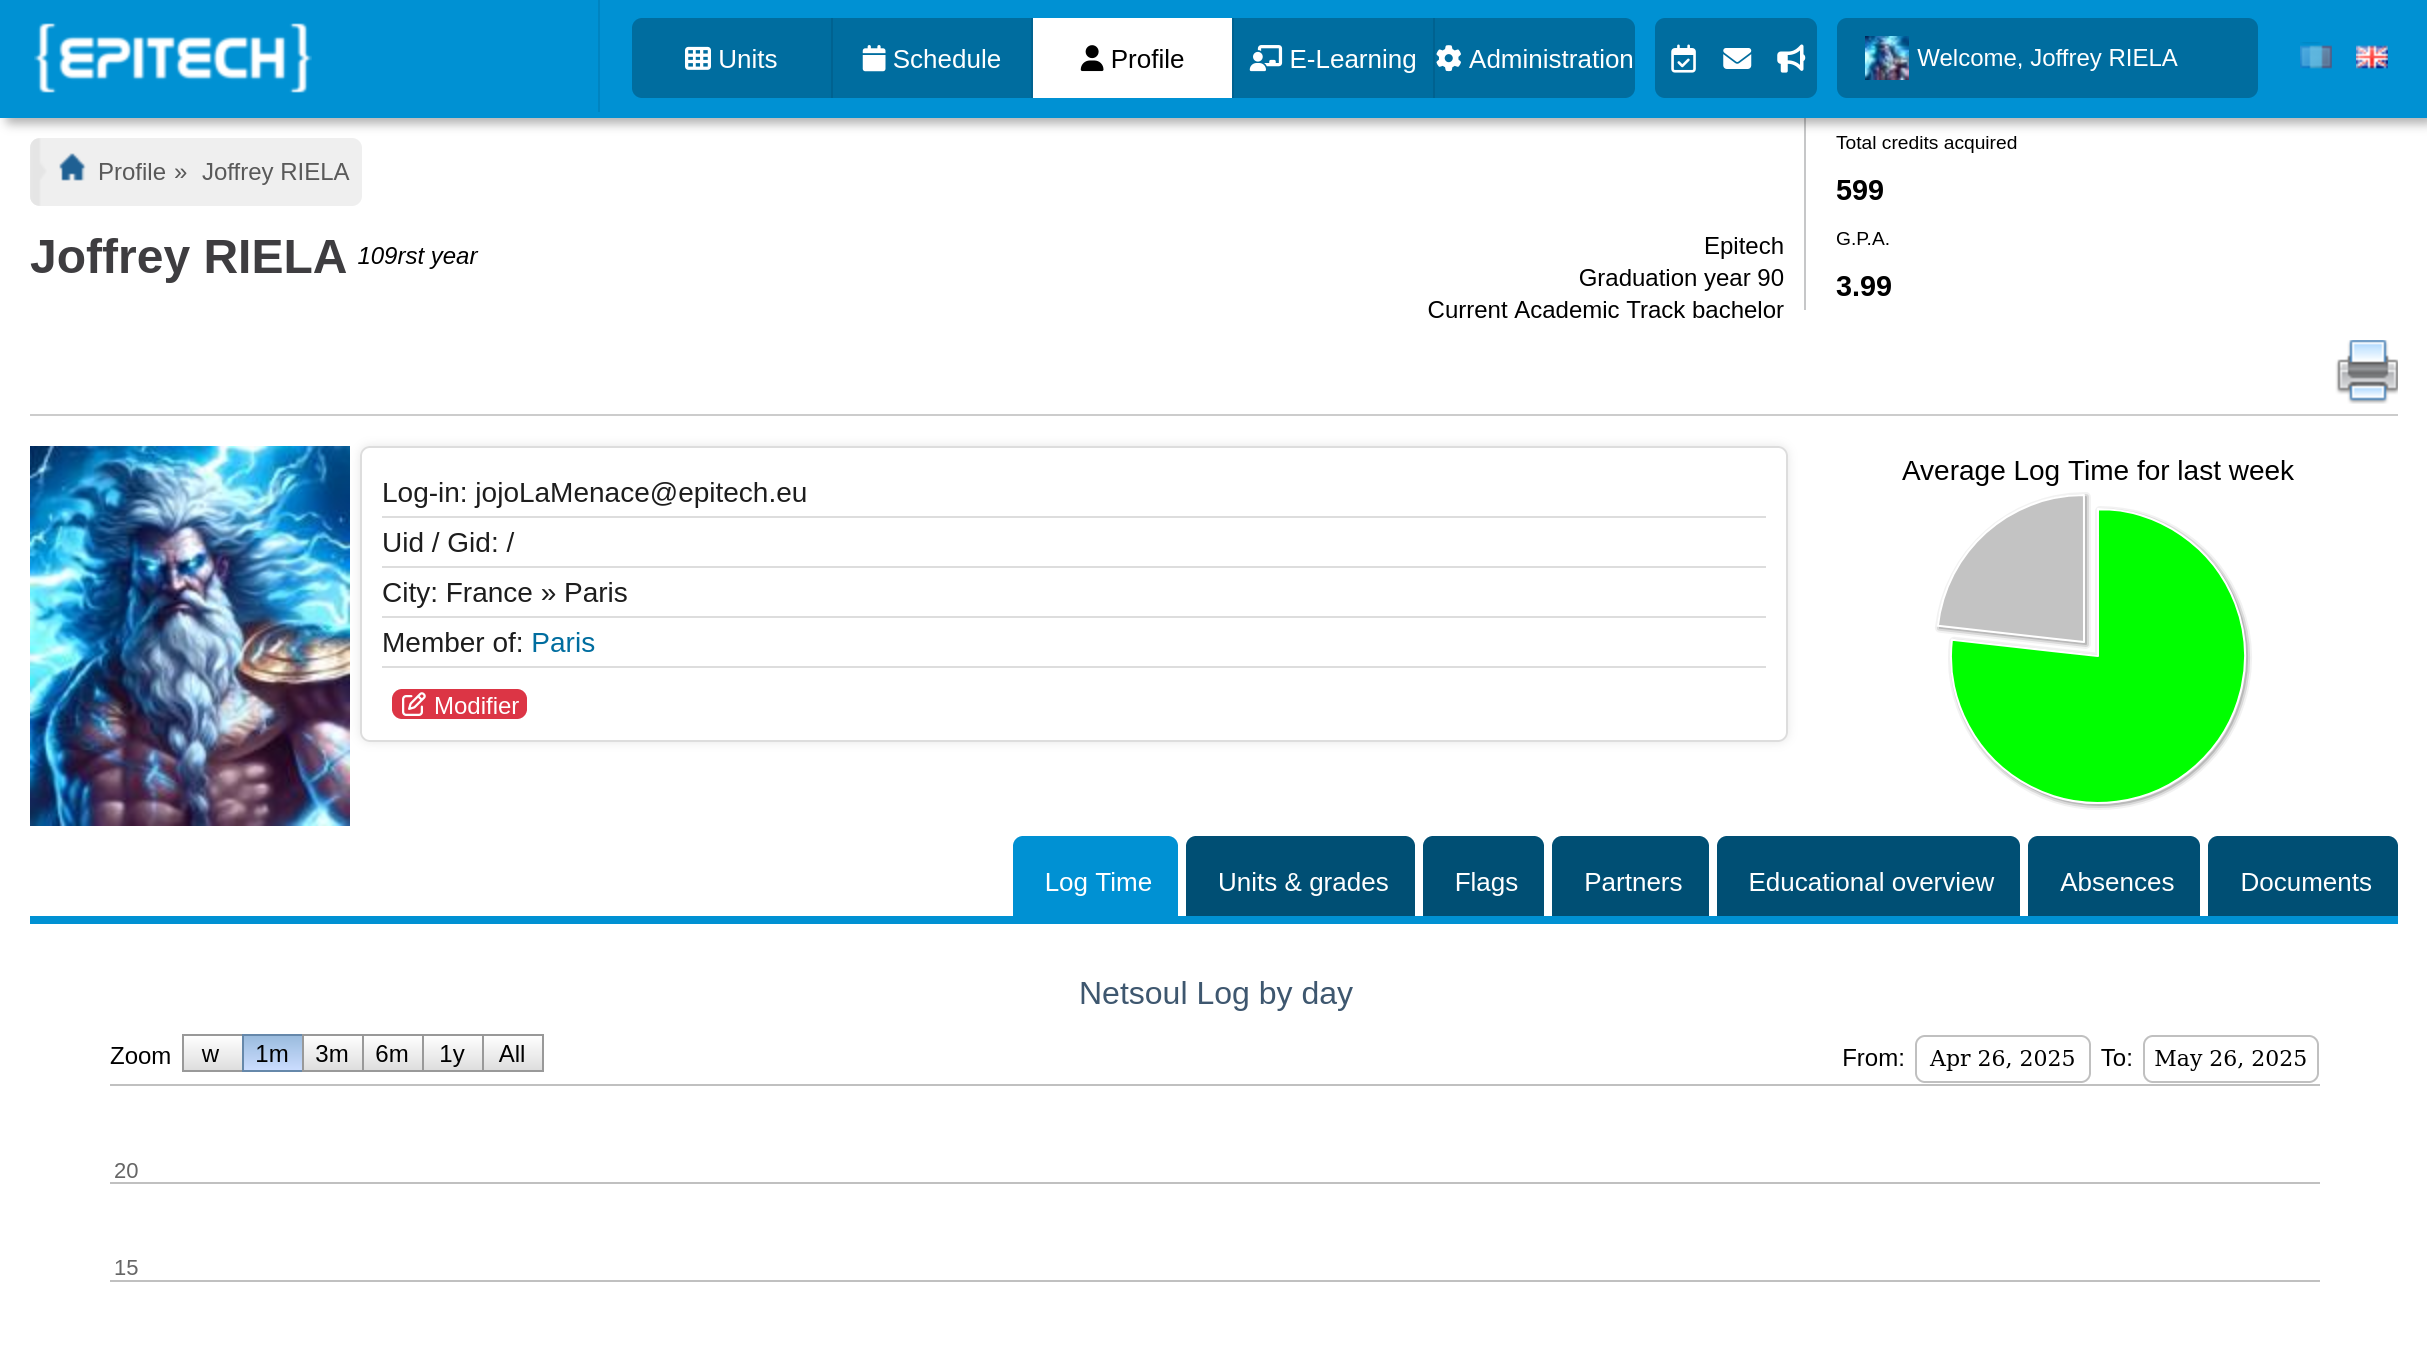 {EPITECH}
Units
Schedule
Profile
E-Learning
Administration
Welcome, Joffrey RIELA
Profile » Joffrey RIELA
Joffrey RIELA 109rst year
Epitech
Graduation year 90
Current Academic Track bachelor
Total credits acquired
599
G.P.A.
3.99
Log-in: jojoLaMenace@epitech.eu
Uid / Gid: /
City: France » Paris
Member of: Paris
Modifier
Average Log Time for last week
Log Time
Units & grades
Flags
Partners
Educational overview
Absences
Documents
Netsoul Log by day
Zoom w 1m 3m 6m 1y All
From: Apr 26, 2025 To: May 26, 2025
20
15